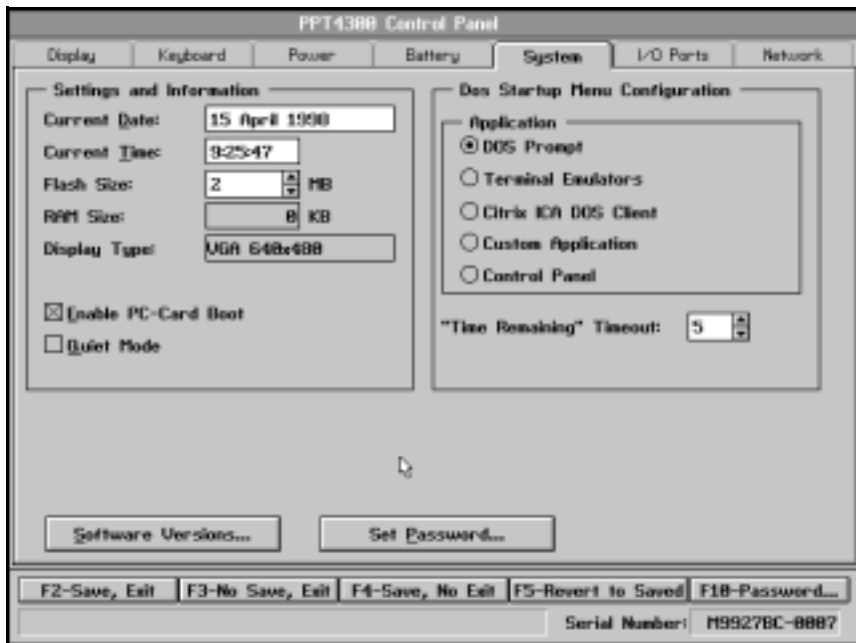 PPT4300 Control Panel
Display Keyboard Power Battery System I/O Ports Network
Settings and Information
Current Date: 15 April 1998
Current Time: 9:25:47
Flash Size: 2 MB
RAM Size: 0 KB
Display Type: VGA 640x480
Enable PC-Card Boot
Quiet Mode
Dos Startup Menu Configuration
Application
DOS Prompt
Terminal Emulators
Citrix ICA DOS Client
Custom Application
Control Panel
"Time Remaining" Timeout: 5
Software Versions... Set Password...
F2-Save, Exit F3-No Save, Exit F4-Save, No Exit F5-Revert to Saved F10-Password...
Serial Number: M9927BC-0007